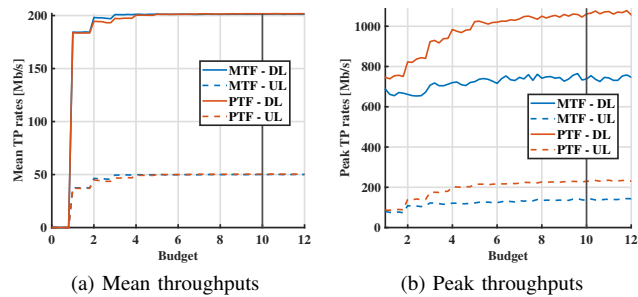 Mean TP rates [Mb/s]
200
150
100
50
0
0 2 4 6 8 10 12
Budget
MTF - DL
MTF - UL
PTF - DL
PTF - UL
(a) Mean throughputs
Peak TP rates [Mb/s]
1000
800
600
400
200
0
2 4 6 8 10 12
Budget
MTF - DL
MTF - UL
PTF - DL
PTF - UL
(b) Peak throughputs